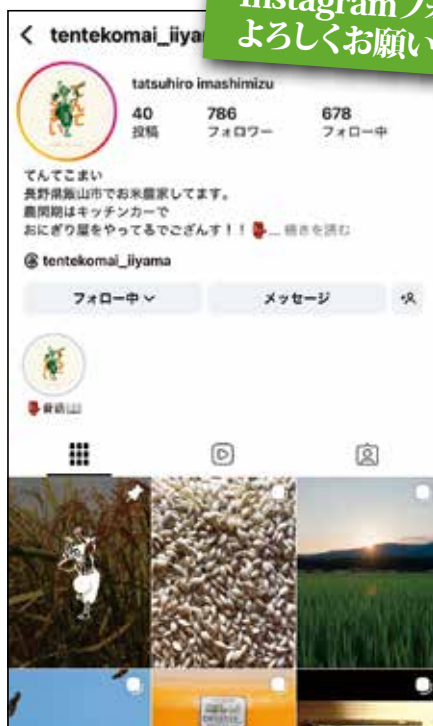 Instagramフォ
よろしくお願い
tentekomai_iiya
tatsuhiro imashimizu
40
786
678
投稿
フォロワー
フォロー中
てんてこまい
長野県飯山市でお米農家してます。
農閑期はキッチンカーで
おにぎり屋をやってるでござんす！！👺... 続きを読む
tentekomai_iiyama
フォロー中
メッセージ